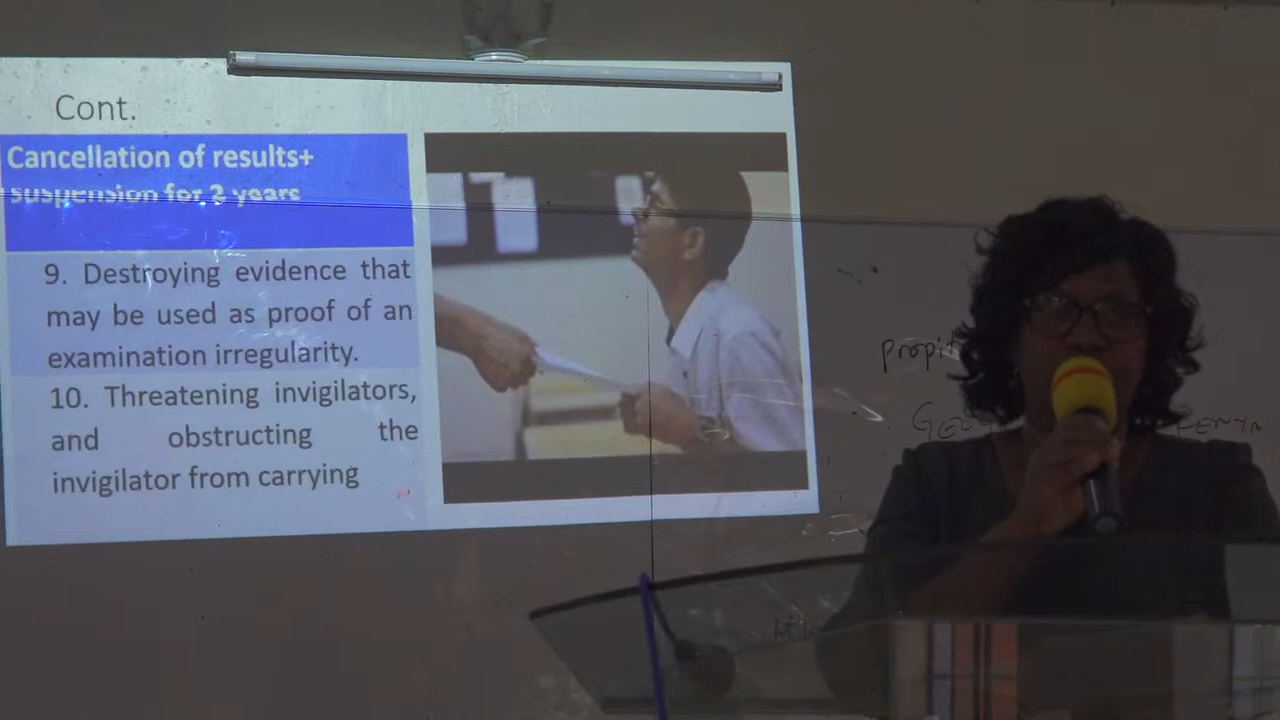 Cont.
Cancellation of results+
suspension for 2 years
9. Destroying evidence that
may be used as proof of an
examination irregularity.
10. Threatening invigilators,
and obstructing the
invigilator from carrying